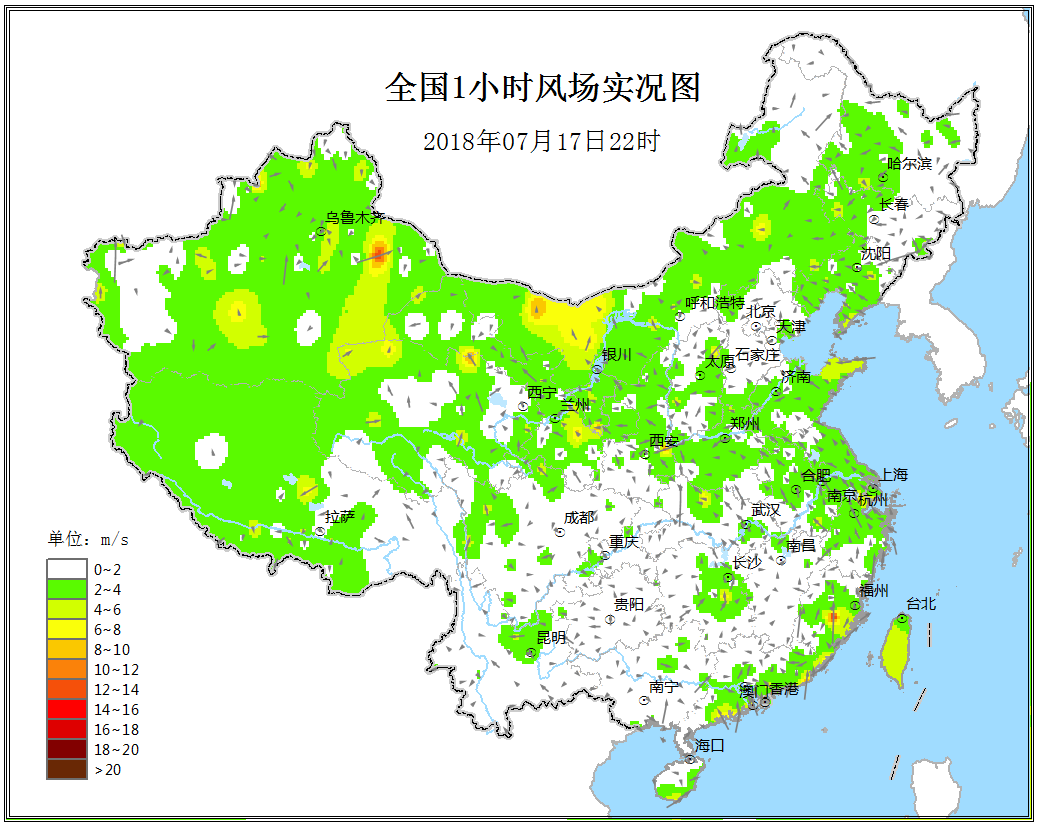 全国1小时风场实况图
2018年07月17日22时
哈尔滨
长春
乌鲁木齐
沈阳
呼和浩特
北京
天津
银川
石家庄
太原
济南
西宁
兰州
郑州
西安
合肥
上海
南京
杭州
拉萨
武汉
成都
重庆
南昌
长沙
贵阳
福州
台北
昆明
南宁
澳门
香港
海口
单位：m/s
0~2
2~4
4~6
6~8
8~10
10~12
12~14
14~16
16~18
18~20
>20